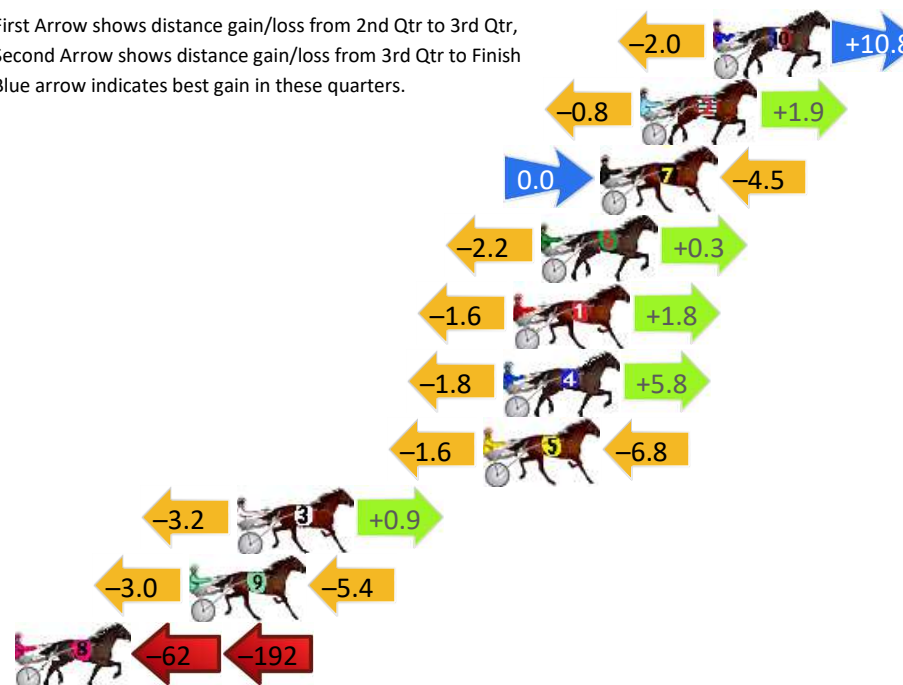 First Arrow shows distance gain/loss from 2nd Qtr to 3rd Qtr,
Second Arrow shows distance gain/loss from 3rd Qtr to Finish
Blue arrow indicates best gain in these quarters.
–2.0 10 +10.8
–0.8 +1.9
0.0 7 –4.5
–2.2 6 +0.3
–1.6 1 +1.8
–1.8 4 +5.8
–1.6 5 –6.8
–3.2 3 +0.9
–3.0 9 –5.4
8 –62 –192